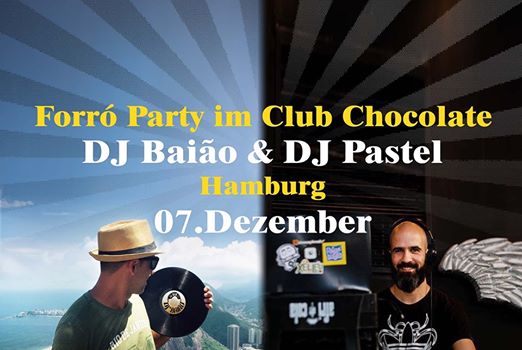 Forró Party im Club Chocolate
DJ Baião & DJ Pastel
Hamburg
07.Dezember